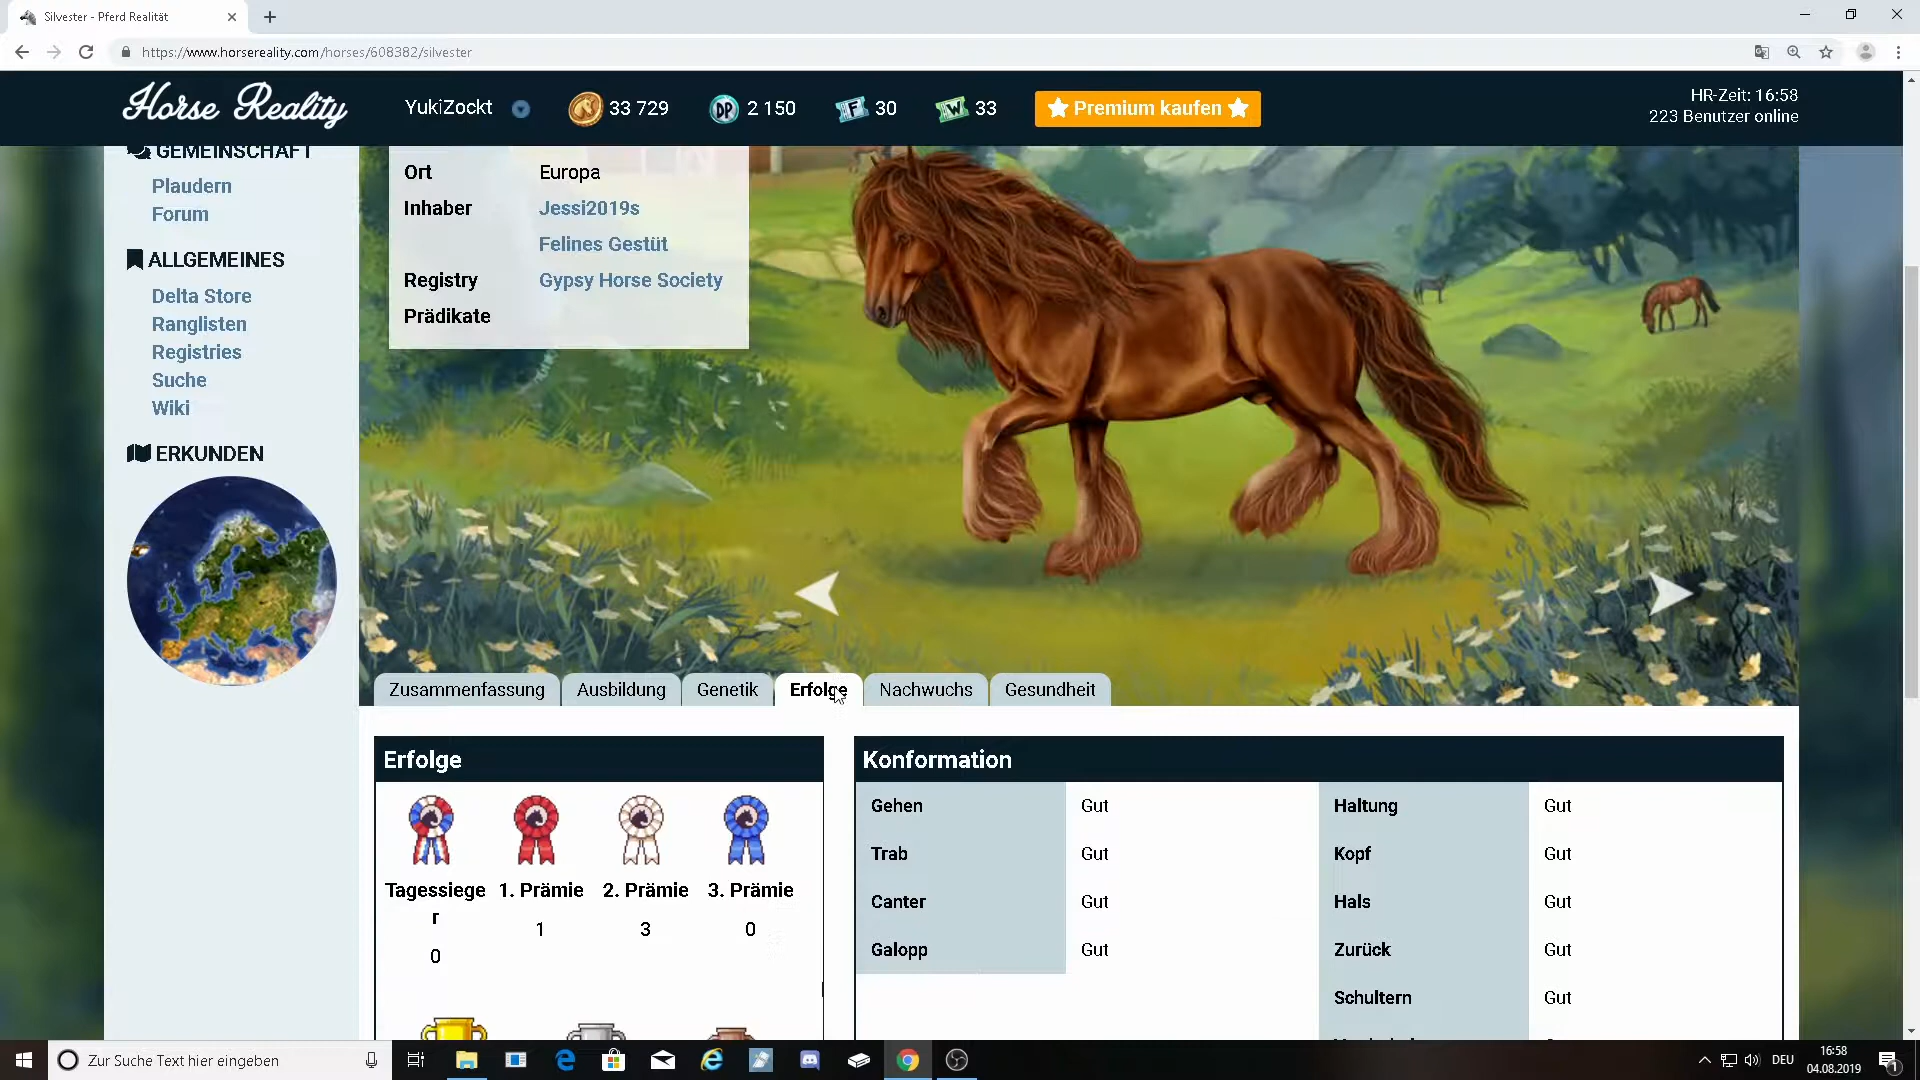 Silvester - Pferd Realität
https://www.horsereality.com/horses/608382/silvester
Horse Reality
YukiZockt
33 729
DP
2 150
F
30
W
33
Premium kaufen
HR-Zeit: 16:58
223 Benutzer online
GEMEINSCHAFT
Plaudern
Forum
ALLGEMEINES
Delta Store
Ranglisten
Registries
Suche
Wiki
ERKUNDEN
Ort Europa
Inhaber Jessi2019s
Felines Gestüt
Registry Gypsy Horse Society
Prädikate
Zusammenfassung Ausbildung Genetik Erfolge Nachwuchs Gesundheit
Erfolge
Tagessiege 1. Prämie 2. Prämie 3. Prämie
r
1 3 0
0
Konformation
Gehen Gut Haltung Gut
Trab Gut Kopf Gut
Canter Gut Hals Gut
Galopp Gut Zurück Gut
Schultern Gut
Zur Suche Text hier eingeben
DEU
16:58
04.08.2019
1